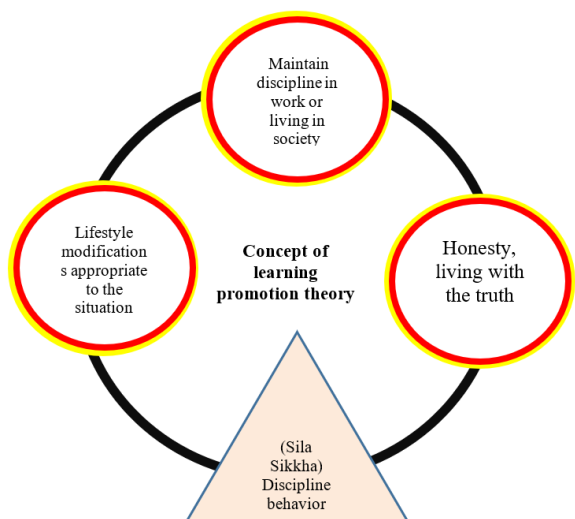 Maintain
discipline in
work or
living in
society
Lifestyle
modification
s appropriate
to the
situation
Concept of
learning
promotion theory
Honesty,
living with
the truth
(Sila
Sikkha)
Discipline
behavior